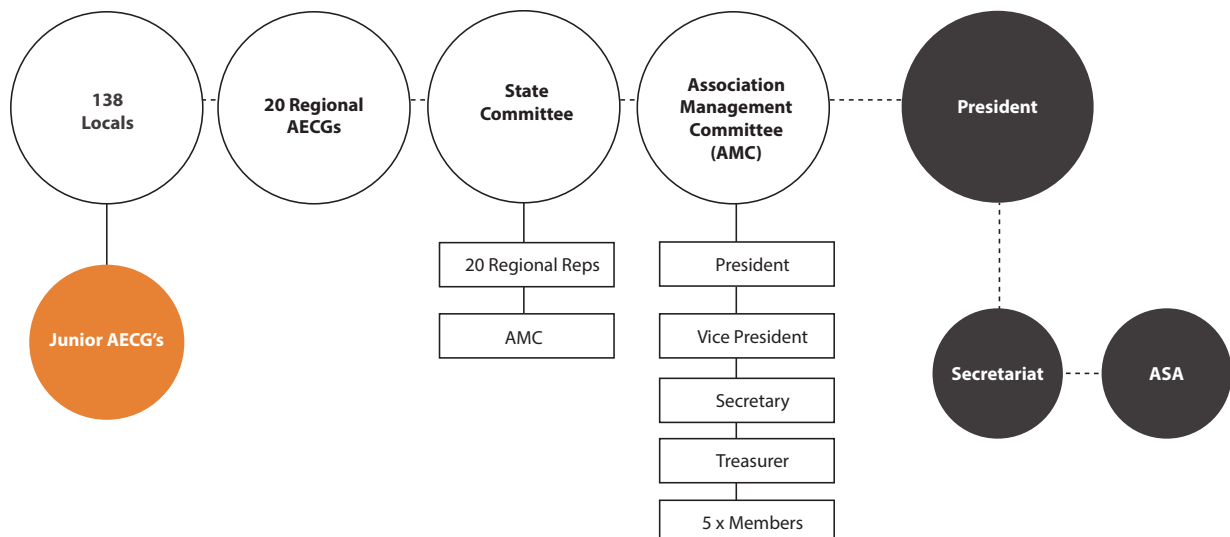 138
Locals
20 Regional
AECGs
State
Committee
Association
Management
Committee
(AMC)
President
Junior AECG's
20 Regional Reps
AMC
President
Vice President
Secretary
Treasurer
5 x Members
Secretariat
ASA